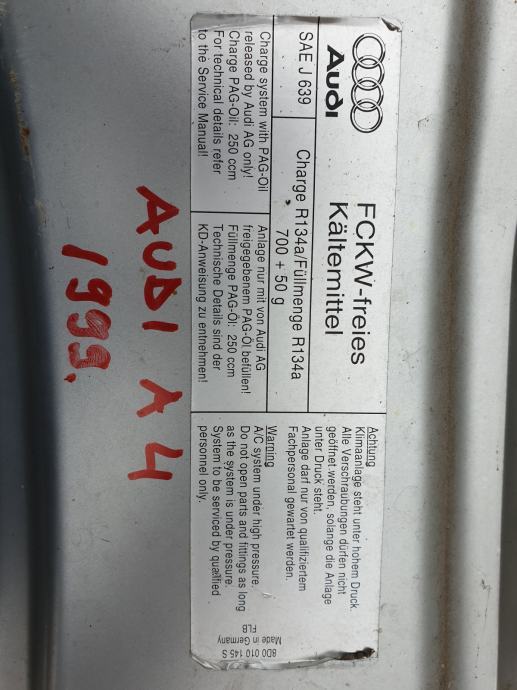 Audi
FCKW-freies
Kältemittel
SAE J 639
Charge R134a/Füllmenge R134a
700 + 50 g
Charge system with PAG-Oil
released by Audi AG only!
Charge PAG-Oil: 250 ccm
For technical details refer
to the Service Manual!
Anlage nur mit von Audi AG
freigegebenem PAG-Öl befüllen!
Füllmenge PAG-Öl: 250 ccm
Technische Details sind der
KD-Anweisung zu entnehmen!
Achtung
Klimaanlage steht unter hohem Druck.
Alle Verschraubungen dürfen nicht
geöffnet werden, solange die Anlage
unter Druck steht.
Anlage darf nur von qualifiziertem
Fachpersonal gewartet werden.
Warning
A/C system under high pressure.
Do not open parts and fittings as long
as the system is under pressure.
System to be serviced by qualified
personnel only.
8D0 010 145 S
Made in Germany
FLB
AUDI A4
1999.